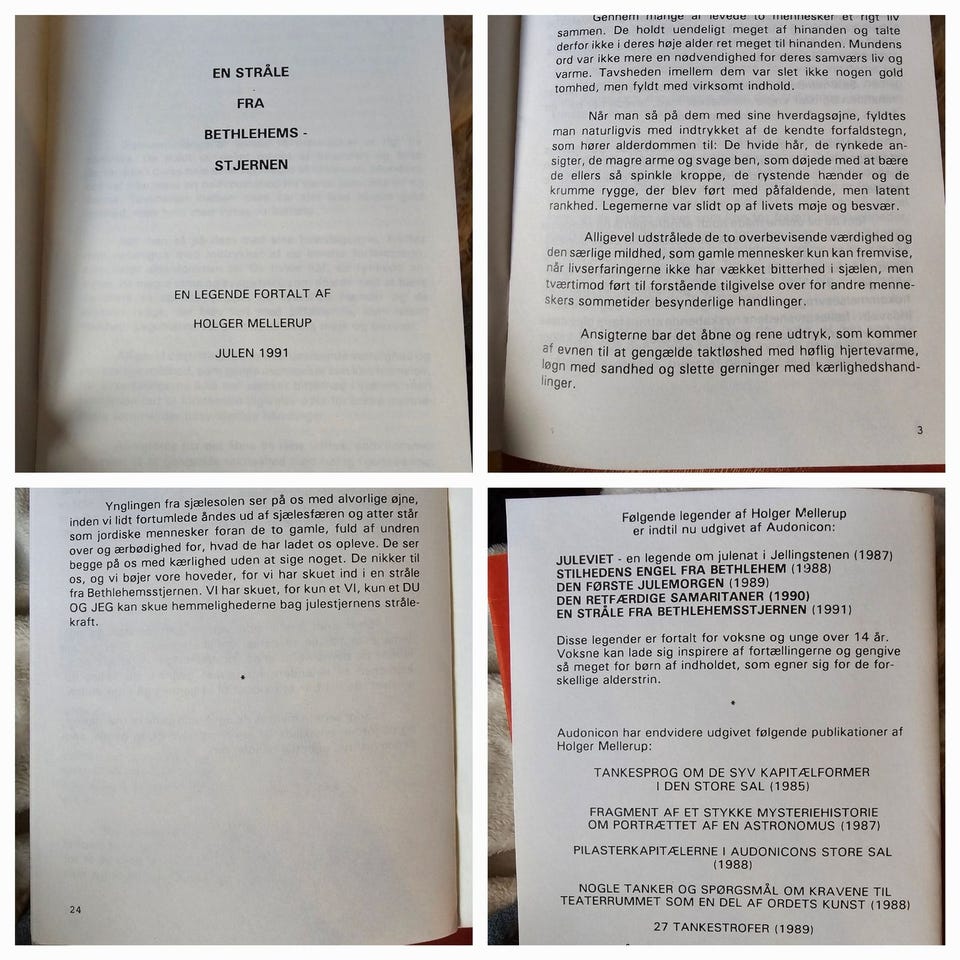 EN STRÅLE
FRA
BETHLEHEMS -
STJERNEN
EN LEGENDE FORTALT AF
HOLGER MELLERUP
JULEN 1991
Gennem mange år levede to mennesker et rigt liv
sammen. De holdt uendeligt meget af hinanden og talte
derfor ikke i deres høje alder ret meget til hinanden. Mundens
ord var ikke mere en nødvendighed for deres samværs liv og
varme. Tavsheden imellem dem var slet ikke nogen gold
tomhed, men fyldt med virksomt indhold.
Når man så på dem med sine hverdagsøjne, fyldtes
man naturligvis med indtrykket af de kendte forfaldstegn,
som hører alderdommen til: De hvide hår, de rynkede an-
sigter, de magre arme og svage ben, som døjede med at bære
de ellers så spinkle kroppe, de rystende hænder og de
krumme rygge, der blev ført med påfaldende, men latent
rankhed. Legemerne var slidt op af livets møje og besvær.
Alligevel udstrålede de to overbevisende værdighed og
den særlige mildhed, som gamle mennesker kun kan fremvise,
når livserfaringerne ikke har vækket bitterhed i sjælen, men
tværtimod ført til forstående tilgivelse over for andre menne-
skers sommetider besynderlige handlinger.
Ansigterne bar det åbne og rene udtryk, som kommer
af evnen til at gengælde taktløshed med høflig hjertevarme,
løgn med sandhed og slette gerninger med kærlighedshand-
linger.
3
Ynglingen fra sjælesolen ser på os med alvorlige øjne,
inden vi lidt fortumlede åndes ud af sjælesfæren og atter står
som jordiske mennesker foran de to gamle, fuld af undren
over og ærbødighed for, hvad de har ladet os opleve. De ser
begge på os med kærlighed uden at sige noget. De nikker til
os, og vi bøjer vore hoveder, for vi har skuet ind i en stråle
fra Bethlehemsstjernen. VI har skuet, for kun et VI, kun et DU
OG JEG kan skue hemmelighederne bag julestjernens stråle-
kraft.
*
24
Følgende legender af Holger Mellerup
er indtil nu udgivet af Audonicon:
JULEVIET - en legende om julenat i Jellingstenen (1987)
STILHEDENS ENGEL FRA BETHLEHEM (1988)
DEN FØRSTE JULEMORGEN (1989)
DEN RETFÆRDIGE SAMARITANER (1990)
EN STRÅLE FRA BETHLEHEMSSTJERNEN (1991)
Disse legender er fortalt for voksne og unge over 14 år.
Voksne kan lade sig inspirere af fortællingerne og gengive
så meget for børn af indholdet, som egner sig for de for-
skellige alderstrin.
*
Audonicon har endvidere udgivet følgende publikationer af
Holger Mellerup:
TANKESPROG OM DE SYV KAPITÆLFORMER
I DEN STORE SAL (1985)
FRAGMENT AF ET STYKKE MYSTERIEHISTORIE
OM PORTRÆTTET AF EN ASTRONOMUS (1987)
PILASTERKAPITÆLERNE I AUDONICONS STORE SAL
(1988)
NOGLE TANKER OG SPØRGSMÅL OM KRAVENE TIL
TEATERRUMMET SOM EN DEL AF ORDETS KUNST (1988)
27 TANKESTROFER (1989)